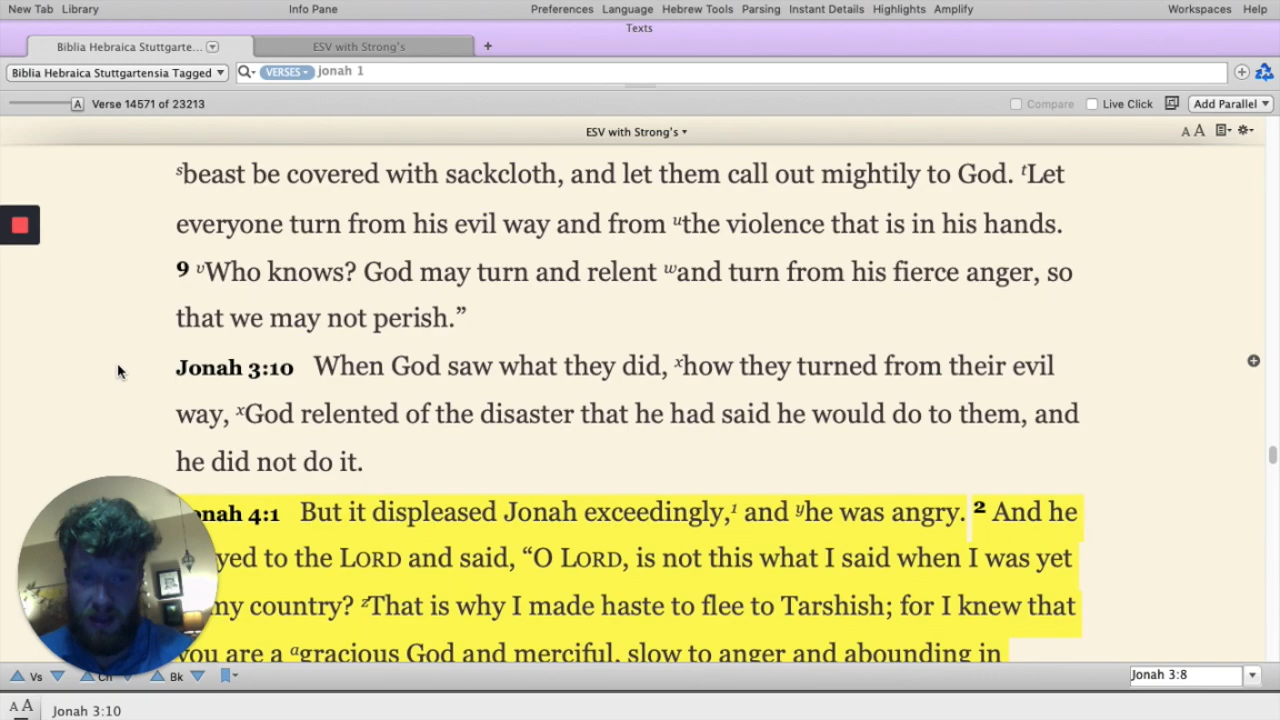 New Tab Library Info Pane Preferences Language Hebrew Tools Parsing Instant Details Highlights Amplify Workspaces Help
Texts
Biblia Hebraica Stuttgarte... ESV with Strong's +
Biblia Hebraica Stuttgartensia Tagged VERSES jonah 1
A Verse 14571 of 23213 Compare Live Click Add Parallel
ESV with Strong's A A
sbeast be covered with sackcloth, and let them call out mightily to God. tLet
everyone turn from his evil way and from uthe violence that is in his hands.
9 vWho knows? God may turn and relent wand turn from his fierce anger, so
that we may not perish.”
Jonah 3:10 When God saw what they did, xhow they turned from their evil
way, xGod relented of the disaster that he had said he would do to them, and
he did not do it.
onah 4:1 But it displeased Jonah exceedingly,1 and yhe was angry. 2 And he
yed to the LORD and said, “O LORD, is not this what I said when I was yet
my country? zThat is why I made haste to flee to Tarshish; for I knew that
you are a agracious God and merciful, slow to anger and abounding in
Vs Ch Bk Jonah 3:8
A A Jonah 3:10